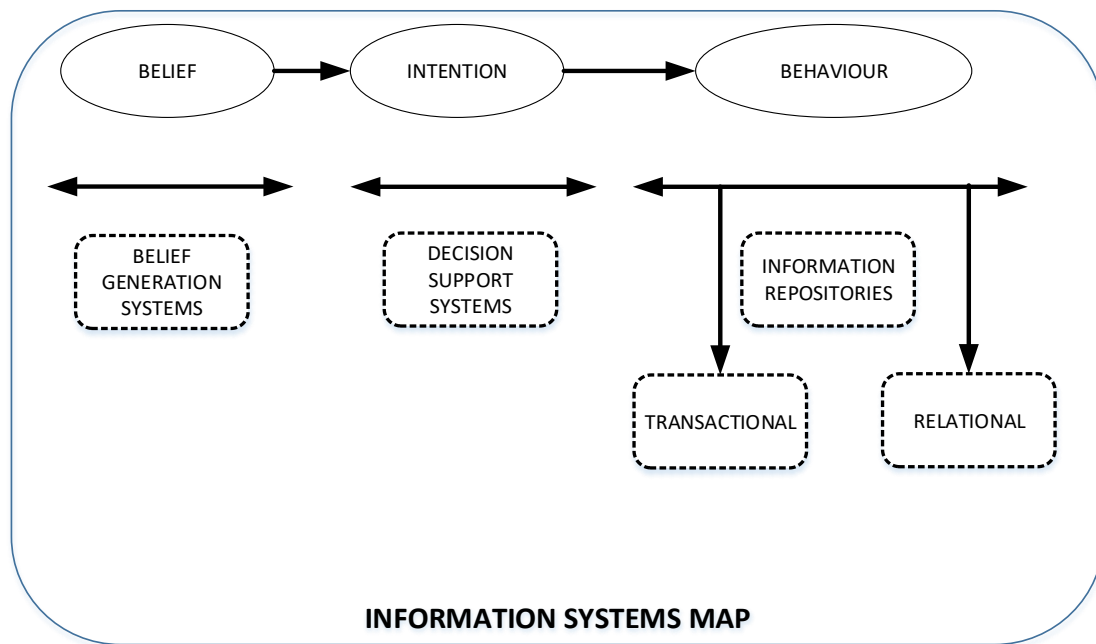 BELIEF
INTENTION
BEHAVIOUR
BELIEF
GENERATION
SYSTEMS
DECISION
SUPPORT
SYSTEMS
INFORMATION
REPOSITORIES
TRANSACTIONAL
RELATIONAL
INFORMATION SYSTEMS MAP